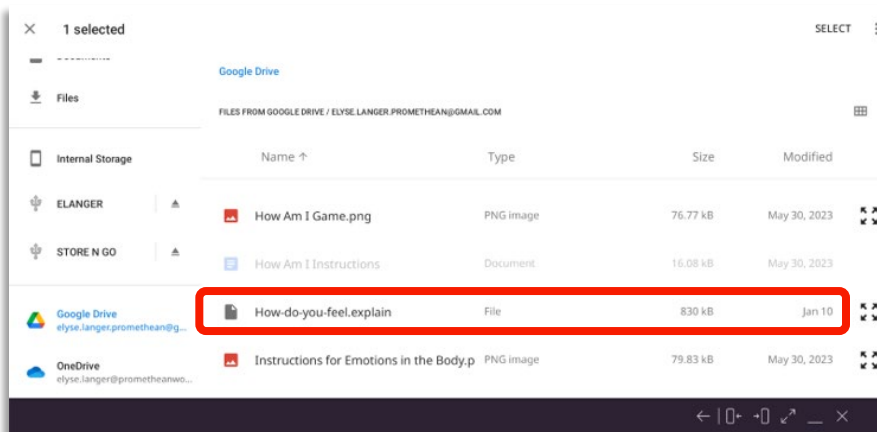 1 selected
SELECT
Files
Internal Storage
ELANGER
STORE N GO
Google Drive
elyse.langer.promethean@g...
OneDrive
elyse.langer@prometheanwo...
Google Drive
FILES FROM GOOGLE DRIVE / ELYSE.LANGER.PROMETHEAN@GMAIL.COM
Name ↑ Type Size Modified
How Am I Game.png PNG image 76.77 kB May 30, 2023
How Am I Instructions Document 16.08 kB May 30, 2023
How-do-you-feel.explain File 830 kB Jan 10
Instructions for Emotions in the Body.p PNG image 79.83 kB May 30, 2023